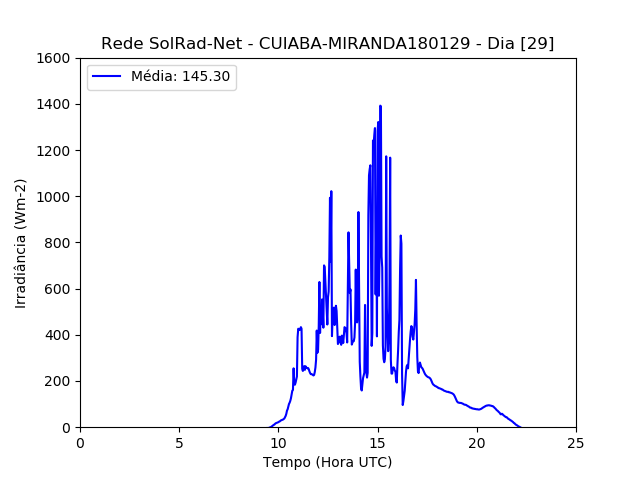 Rede SolRad-Net - CUIABA-MIRANDA180129 - Dia [29]
Média: 145.30
1600
1400
1200
1000
800
600
400
200
0
Irradiância (Wm-2)
0 5 10 15 20 25
Tempo (Hora UTC)